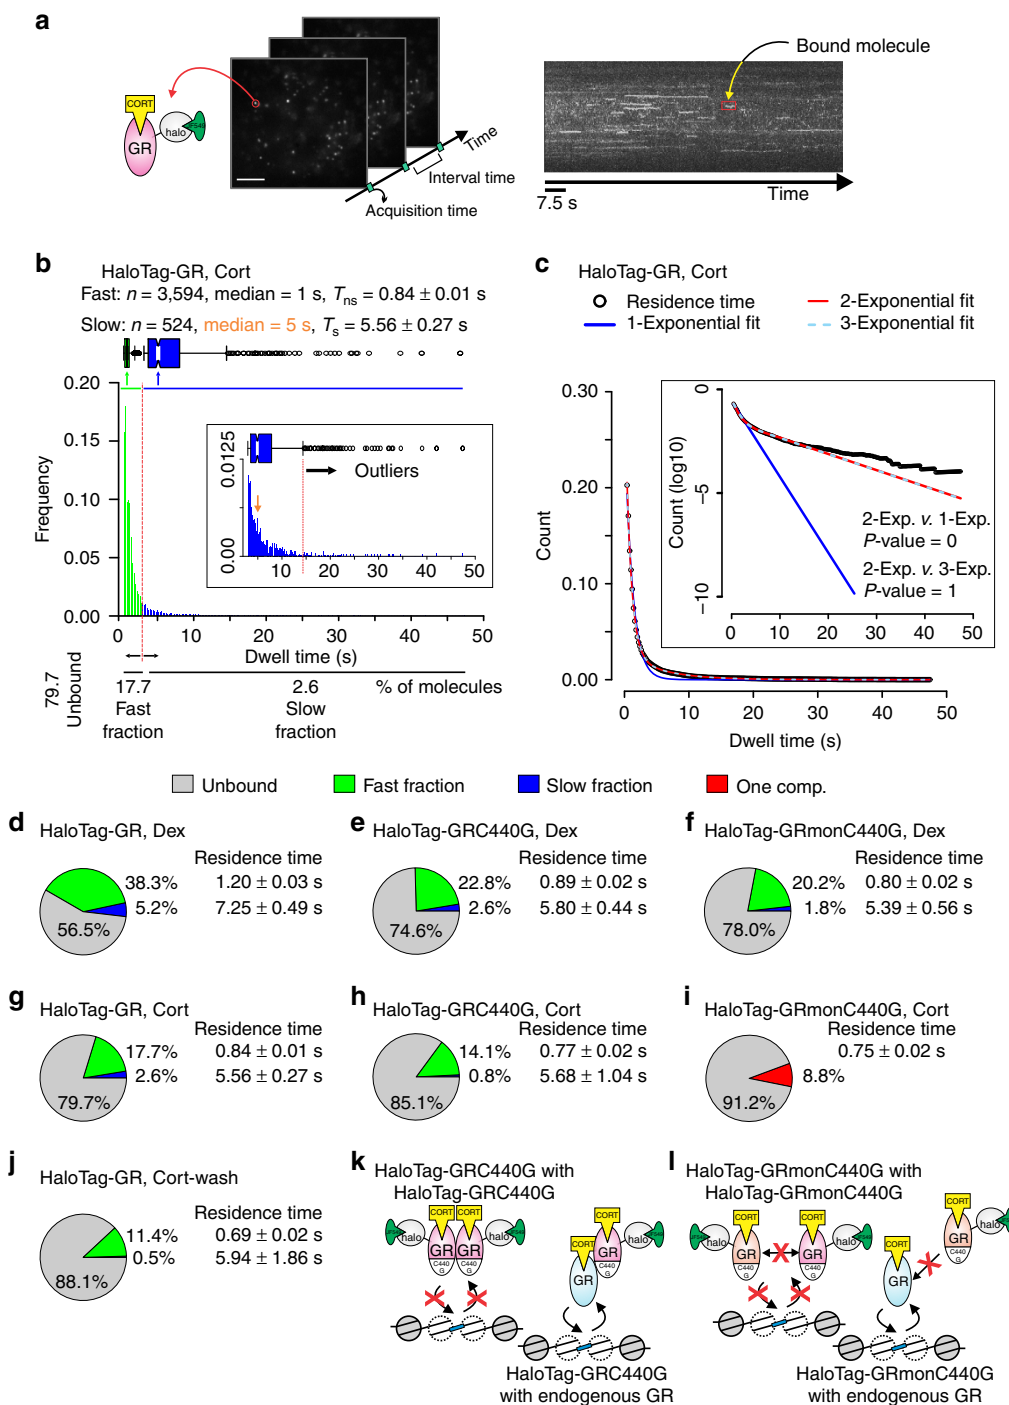 a
CORT
GR
halo
JF549
Time
Interval time
Acquisition time
Bound molecule
Time
7.5 s
b
HaloTag-GR, Cort
Fast: n = 3,594, median = 1 s, Tns = 0.84 ± 0.01 s
Slow: n = 524, median = 5 s, Ts = 5.56 ± 0.27 s
0.20
0.15
0.10
0.05
0.00
Frequency
0.0125
0.00
Outliers
10 20 30 40 50
0 10 20 30 40 50
Dwell time (s)
79.7
Unbound
17.7
Fast
fraction
2.6
Slow
fraction
% of molecules
c
HaloTag-GR, Cort
Residence time
1-Exponential fit
2-Exponential fit
3-Exponential fit
0.30
0.20
0.10
0.00
Count
0
−5
−10
Count (log10)
2-Exp. v. 1-Exp.
P-value = 0
2-Exp. v. 3-Exp.
P-value = 1
0 10 20 30 40 50
0 10 20 30 40 50
Dwell time (s)
Unbound
Fast fraction
Slow fraction
One comp.
d
HaloTag-GR, Dex
Residence time
38.3% 1.20 ± 0.03 s
5.2% 7.25 ± 0.49 s
56.5%
e
HaloTag-GRC440G, Dex
Residence time
22.8% 0.89 ± 0.02 s
2.6% 5.80 ± 0.44 s
74.6%
f
HaloTag-GRmonC440G, Dex
Residence time
20.2% 0.80 ± 0.02 s
1.8% 5.39 ± 0.56 s
78.0%
g
HaloTag-GR, Cort
Residence time
17.7% 0.84 ± 0.01 s
2.6% 5.56 ± 0.27 s
79.7%
h
HaloTag-GRC440G, Cort
Residence time
14.1% 0.77 ± 0.02 s
0.8% 5.68 ± 1.04 s
85.1%
i
HaloTag-GRmonC440G, Cort
Residence time
0.75 ± 0.02 s
8.8%
91.2%
j
HaloTag-GR, Cort-wash
Residence time
11.4% 0.69 ± 0.02 s
0.5% 5.94 ± 1.86 s
88.1%
k
HaloTag-GRC440G with
HaloTag-GRC440G
CORT CORT
JF549 halo GR GR halo JF549
C440
G
C440
G
CORT
CORT
GR
halo
JF549
C440
G
GR
HaloTag-GRC440G
with endogenous GR
l
HaloTag-GRmonC440G with
HaloTag-GRmonC440G
CORT CORT
JF549 halo GR GR halo JF549
C440
G
C440
G
CORT
GR
halo
JF549
C440
G
CORT
GR
HaloTag-GRmonC440G
with endogenous GR